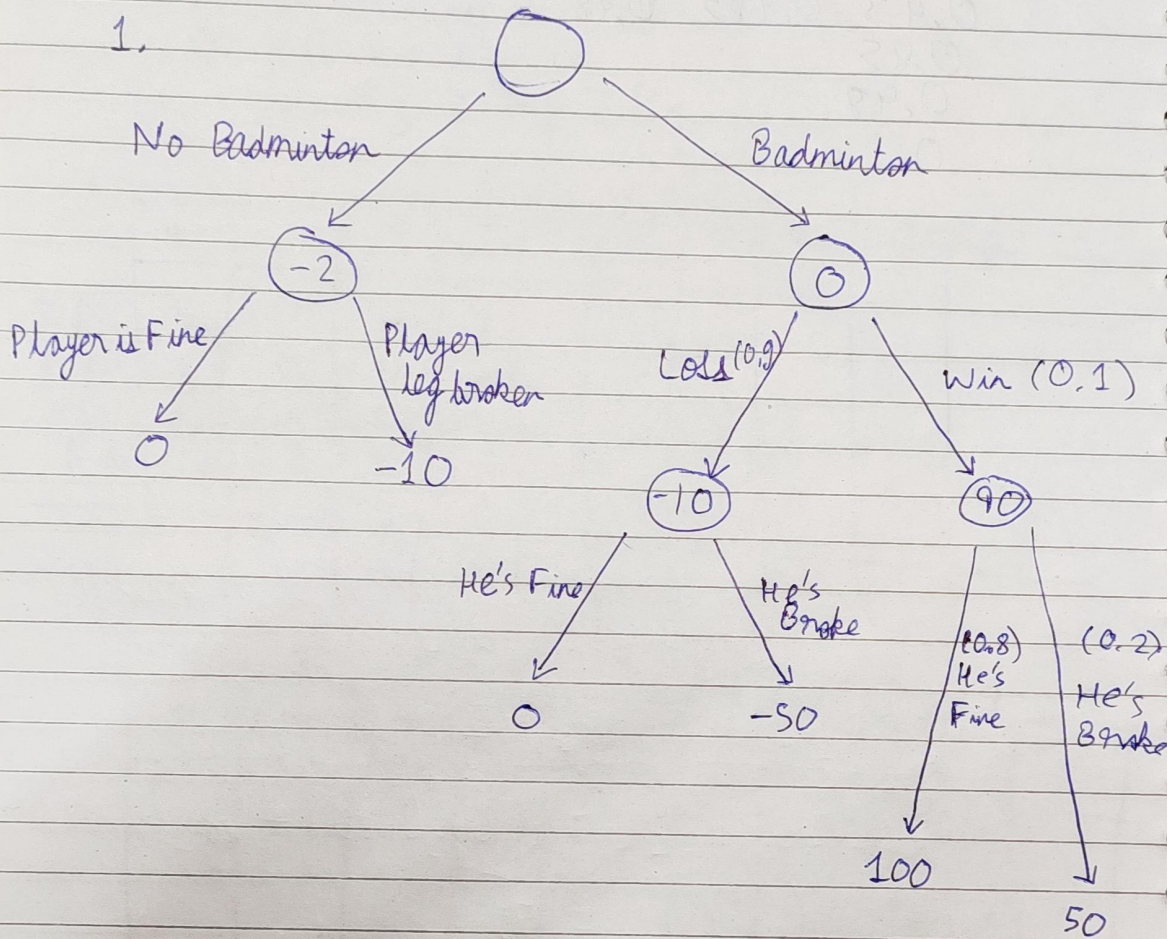 1.
No Badminton
Badminton
-2
0
Player is Fine
Player
leg broken
Loss (0.9)
Win (0.1)
0
-10
-10
90
He's Fine
He's
Broke
(0.8)
He's
Fine
(0.2)
He's
Broke
0
-50
100
50